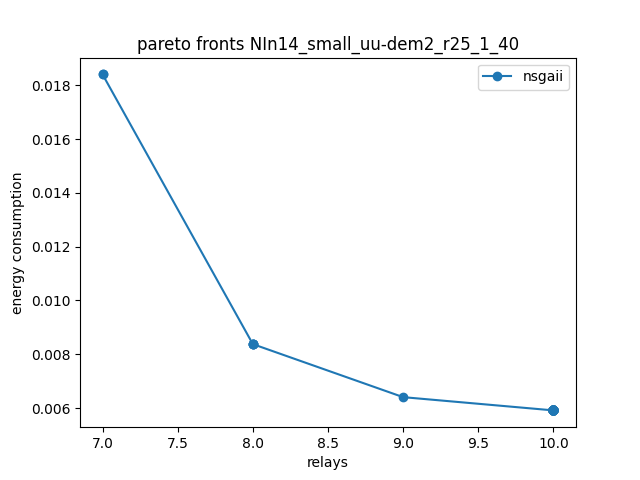 pareto fronts NIn14_small_uu-dem2_r25_1_40
nsgaii
0.018
0.016
0.014
0.012
0.010
0.008
0.006
energy consumption
7.0 7.5 8.0 8.5 9.0 9.5 10.0
relays